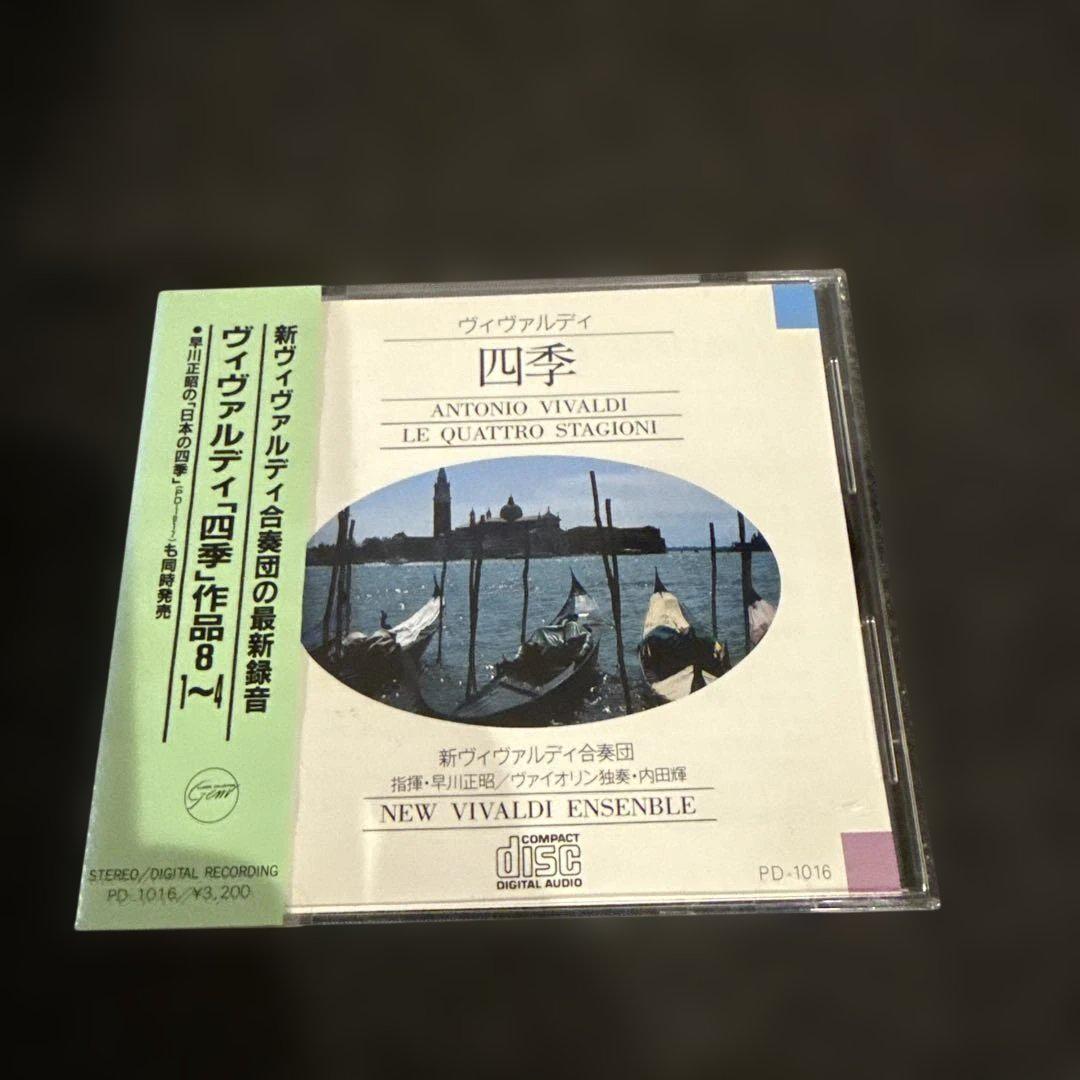 新ヴィヴァルディ合奏団の最新録音
ヴィヴァルディ「四季」作品8 1〜4
●早川正昭の「日本の四季」(PD-1017)も同時発売
Gem
STEREO/DIGITAL RECORDING
PD-1016/¥3,200
ヴィヴァルディ
四季
ANTONIO VIVALDI
LE QUATTRO STAGIONI
新ヴィヴァルディ合奏団
指揮・早川正昭/ヴァイオリン独奏・内田輝
NEW VIVALDI ENSENBLE
COMPACT
disc
DIGITAL AUDIO
PD-1016